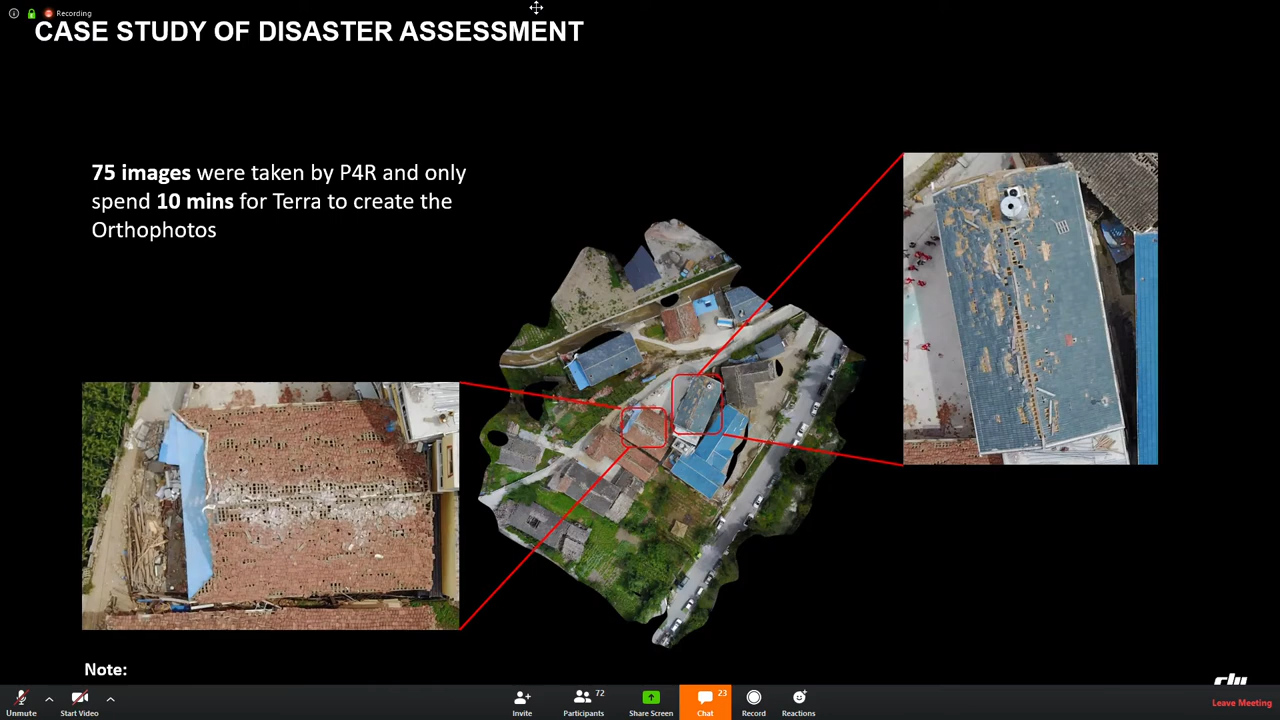 Recording
CASE STUDY OF DISASTER ASSESSMENT
75 images were taken by P4R and only
spend 10 mins for Terra to create the
Orthophotos
Note:
dji
Unmute
Start Video
Invite
72
Participants
Share Screen
23
Chat
Record
Reactions
Leave Meeting